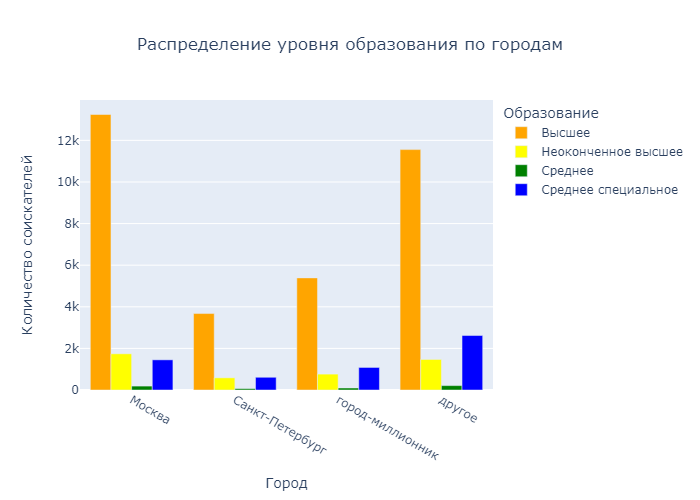 Распределение уровня образования по городам
Образование
Высшее
Неоконченное высшее
Среднее
Среднее специальное
Количество соискателей
12k
10k
8k
6k
4k
2k
0
Москва
Санкт-Петербург
город-миллионник
другое
Город